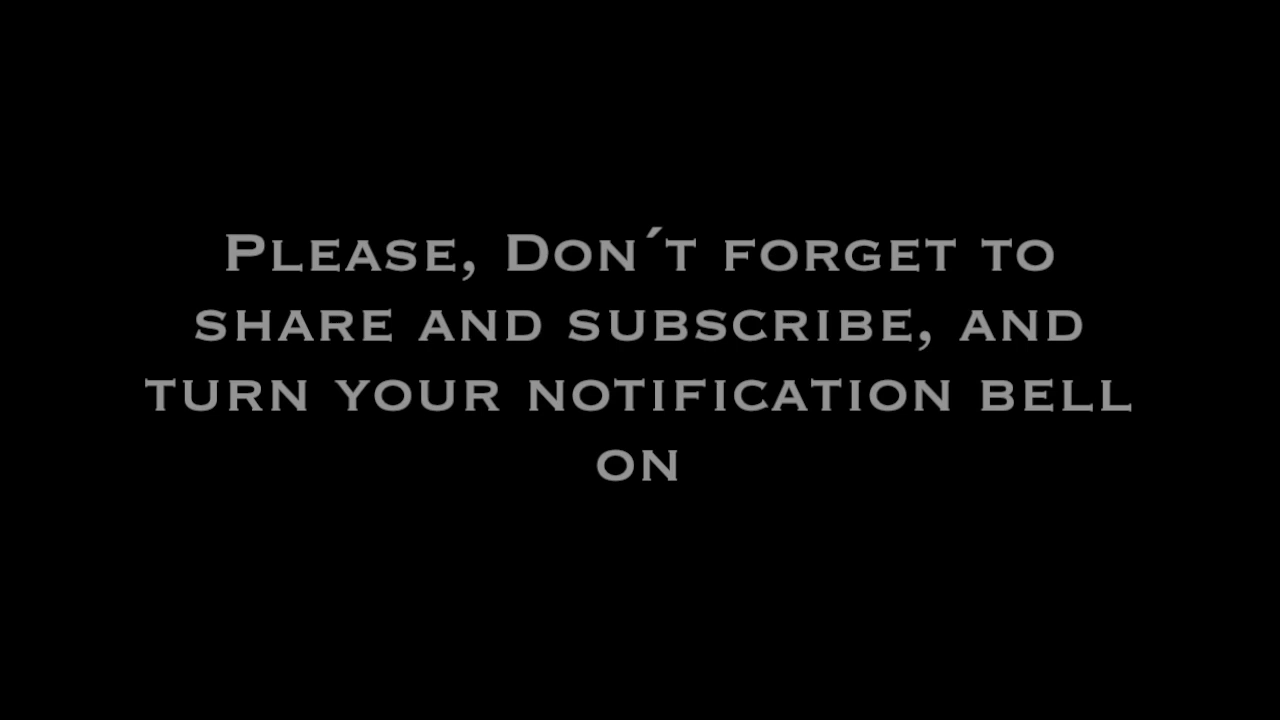 Please, Don´t forget to
share and subscribe, and
turn your notification bell
on